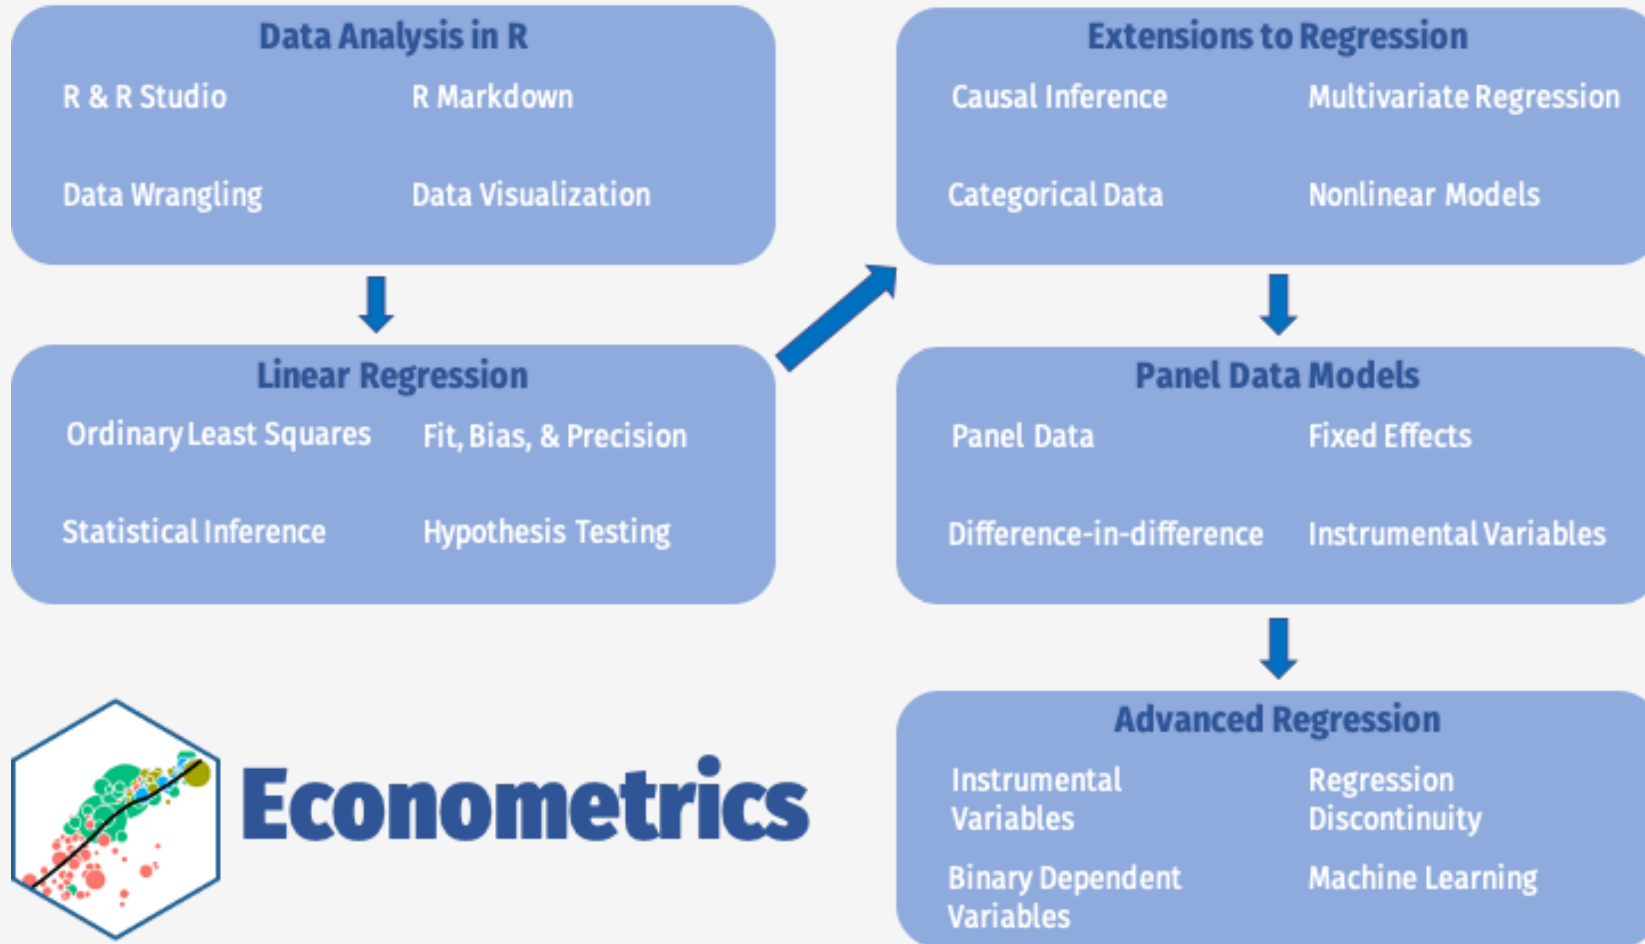 Data Analysis in R
R & R Studio
R Markdown
Data Wrangling
Data Visualization
Linear Regression
Ordinary Least Squares
Fit, Bias, & Precision
Statistical Inference
Hypothesis Testing
Extensions to Regression
Causal Inference
Multivariate Regression
Categorical Data
Nonlinear Models
Panel Data Models
Panel Data
Fixed Effects
Difference-in-difference
Instrumental Variables
Advanced Regression
Instrumental
Variables
Regression
Discontinuity
Binary Dependent
Variables
Machine Learning
Econometrics